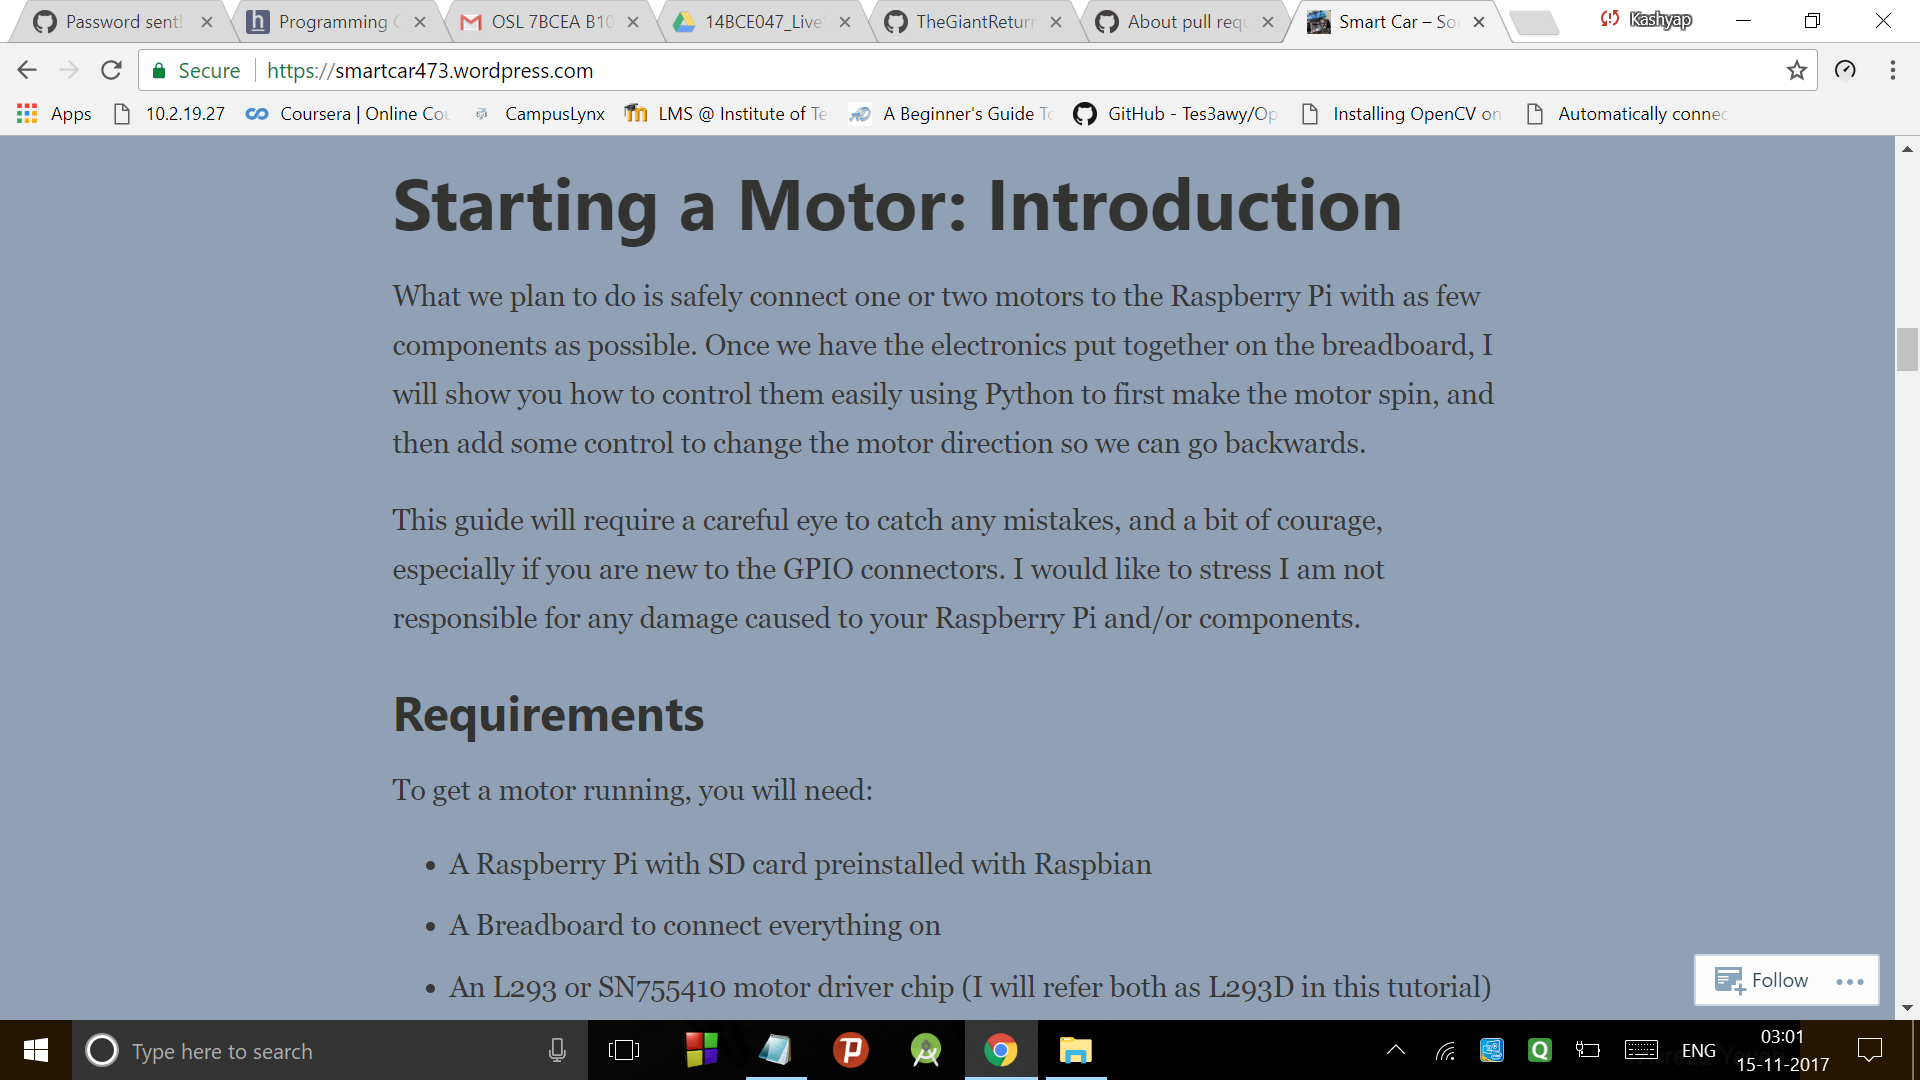 Password sent!
Programming
OSL 7BCEA B10
14BCE047_Live
TheGiantReturn
About pull requ
Smart Car – So
Kashyap
Secure
https://smartcar473.wordpress.com
Apps
10.2.19.27
Coursera | Online Cou
CampusLynx
LMS @ Institute of Te
A Beginner's Guide To
GitHub - Tes3awy/Op
Installing OpenCV on
Automatically connec
Starting a Motor: Introduction
What we plan to do is safely connect one or two motors to the Raspberry Pi with as few
components as possible. Once we have the electronics put together on the breadboard, I
will show you how to control them easily using Python to first make the motor spin, and
then add some control to change the motor direction so we can go backwards.
This guide will require a careful eye to catch any mistakes, and a bit of courage,
especially if you are new to the GPIO connectors. I would like to stress I am not
responsible for any damage caused to your Raspberry Pi and/or components.
Requirements
To get a motor running, you will need:
• A Raspberry Pi with SD card preinstalled with Raspbian
• A Breadboard to connect everything on
• An L293 or SN755410 motor driver chip (I will refer both as L293D in this tutorial)
Follow
Type here to search
ENG
03:01
15-11-2017